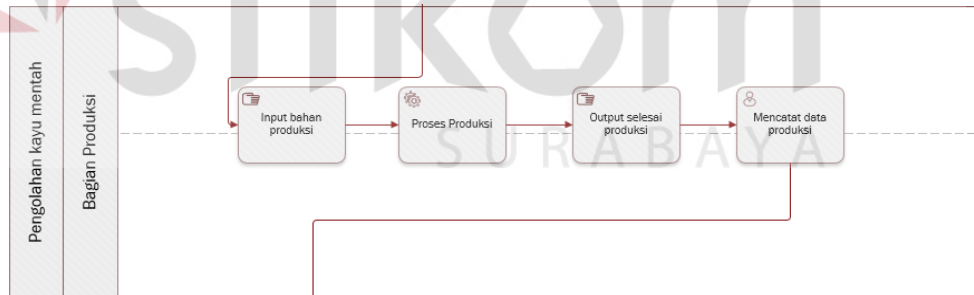 stikom
SURABAYA
Pengolahan kayu mentah
Bagian Produksi
Input bahan
produksi
Proses Produksi
Output selesai
produksi
Mencatat data
produksi